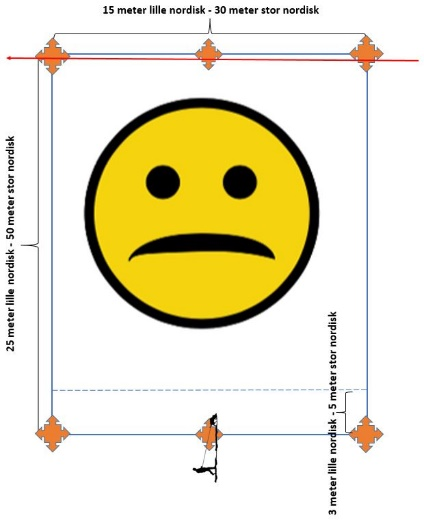 15 meter lille nordisk - 30 meter stor nordisk
25 meter lille nordisk - 50 meter stor nordisk
3 meter lille nordisk - 5 meter stor nordisk